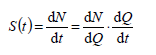 S(t) = dN/dt = dN/dQ · dQ/dt